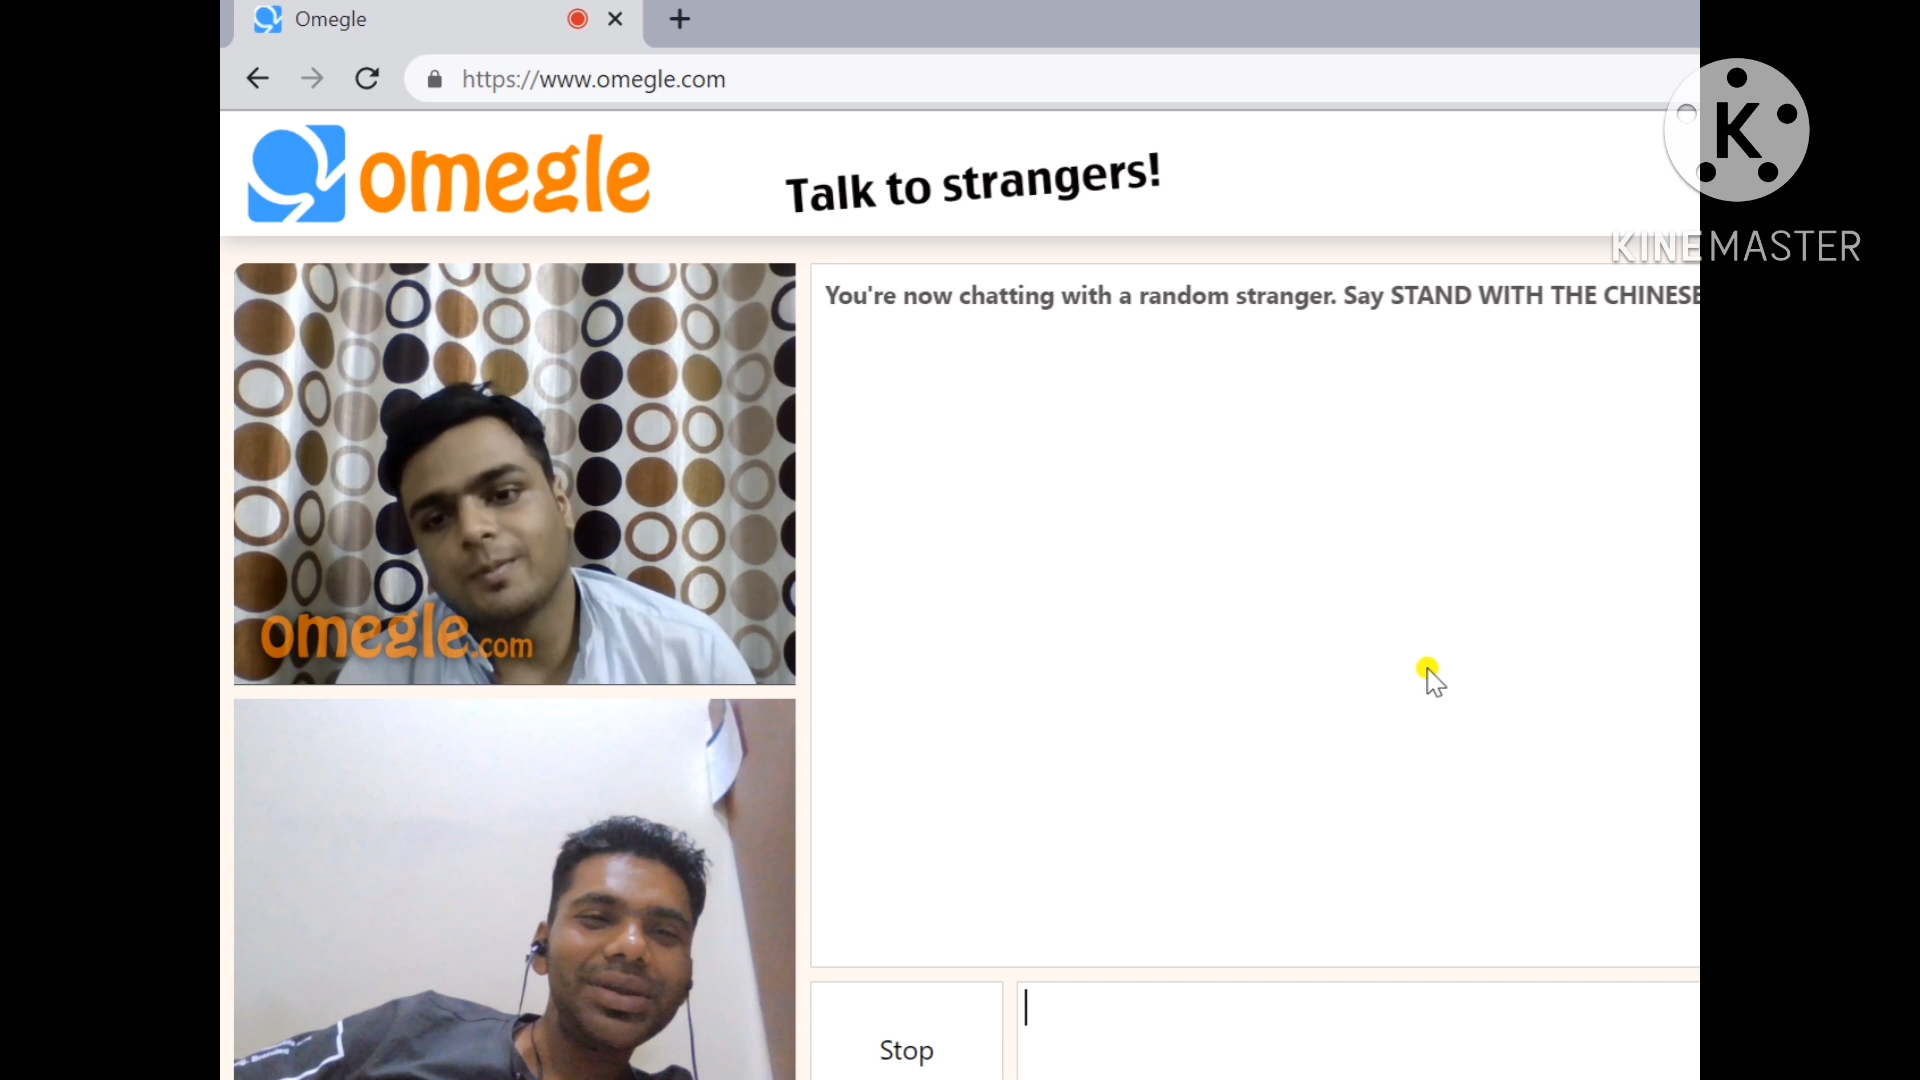 Omegle
https://www.omegle.com
omegle
Talk to strangers!
K
KINEMASTER
You're now chatting with a random stranger. Say STAND WITH THE CHINESE
omegle.com
Stop